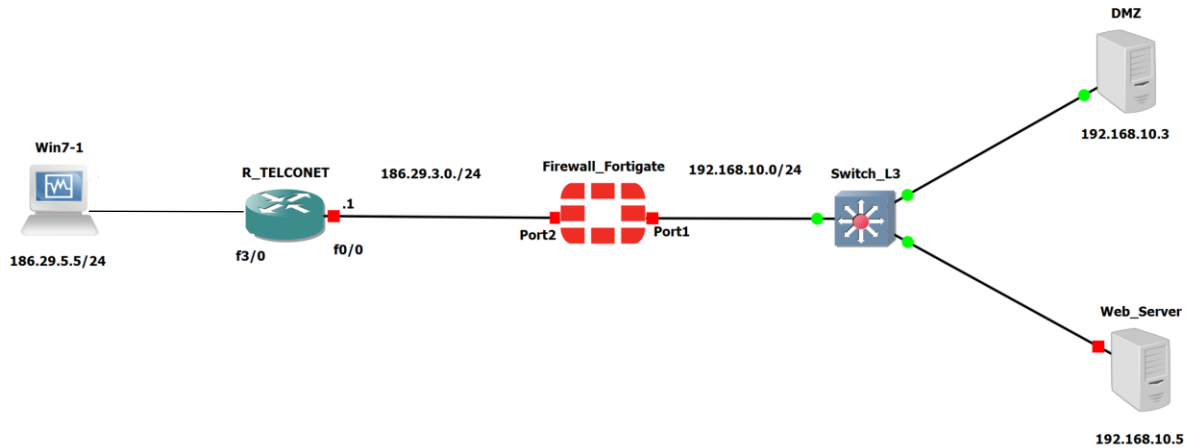 DMZ
192.168.10.3
Win7-1
186.29.5.5/24
R_TELCONET
.1
f3/0
f0/0
186.29.3.0./24
Firewall_Fortigate
Port2
Port1
192.168.10.0/24
Switch_L3
Web_Server
192.168.10.5